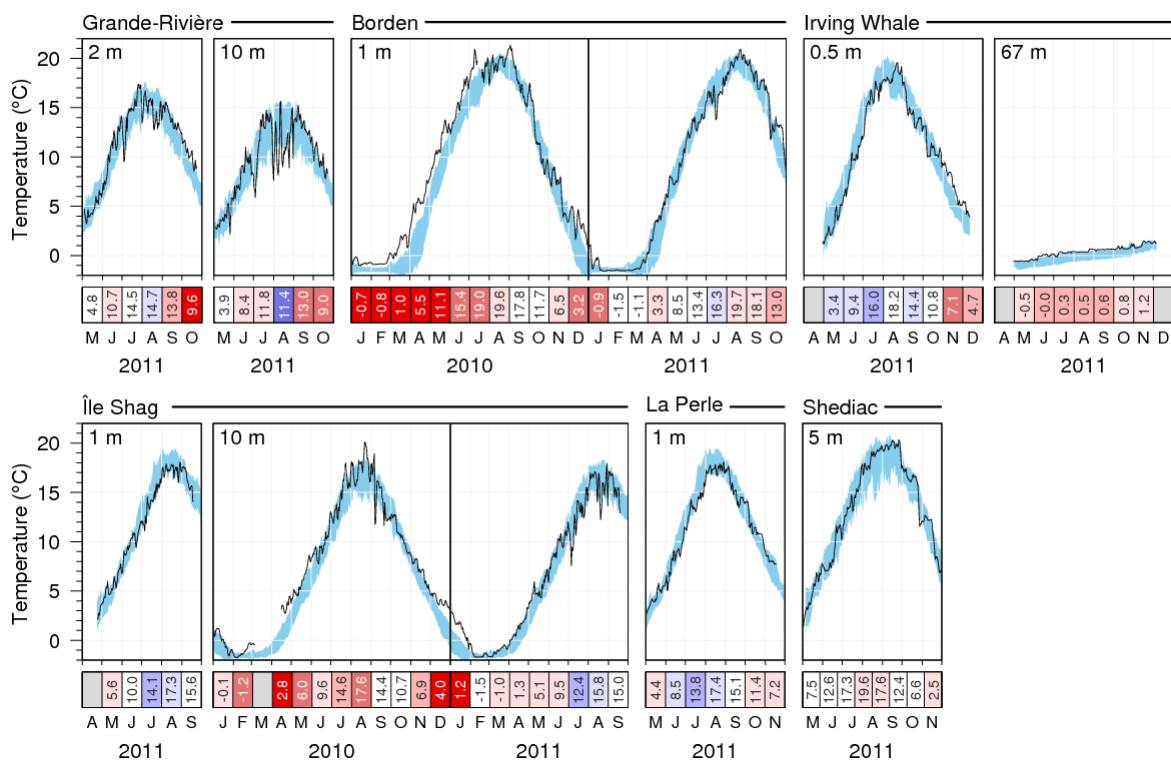 Grande-Rivière
Borden
Irving Whale
2 m
10 m
1 m
0.5 m
67 m
Temperature (°C)
20
15
10
5
0
4.8 10.7 14.5 14.7 13.8 9.6
3.9 8.4 11.8 11.4 13.0 9.0
-0.7 -0.8 1.0 5.5 11.1 15.4 19.0 19.6 17.8 11.7 6.5 3.2 -0.9 -1.5 -1.1 3.3 8.5 13.4 16.3 19.7 18.1 13.0
3.4 9.4 16.0 18.2 14.4 10.8 7.1 4.7
-0.5 -0.0 0.3 0.5 0.6 0.8 1.2
M J J A S O
M J J A S O
J F M A M J J A S O N D J F M A M J J A S O
A M J J A S O N D
A M J J A S O N D
2011
2011
2010
2011
2011
2011
Île Shag
La Perle
Shediac
1 m
10 m
1 m
5 m
Temperature (°C)
20
15
10
5
0
5.6 10.0 14.1 17.3 15.6
-0.1 -1.2 2.8 6.0 9.6 14.6 17.6 14.4 10.7 6.9 4.0 1.2 -1.5 -1.0 1.3 5.1 9.5 12.4 15.8 15.0
4.4 8.5 13.8 17.4 15.1 11.4 7.2
7.5 12.6 17.3 19.6 17.6 12.4 6.6 2.5
A M J J A S
J F M A M J J A S O N D J F M A M J J A S
M J J A S O N
M J J A S O N
2011
2010
2011
2011
2011